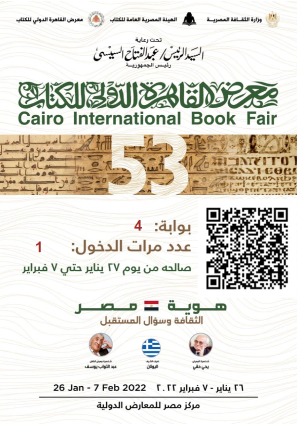 وزارة الثقافة المصرية
الهيئة المصرية العامة للكتاب
معرض القاهرة الدولي للكتاب
تحت رعاية
السيد الرئيس / عبد الفتاح السيسي
رئيس الجمهورية
معرض القاهرة الدولي للكتاب
Cairo International Book Fair
53
بوابة: 4
عدد مرات الدخول: 1
صالحه من يوم ٢٧ يناير حتي ٧ فبراير
هوية مصر
الثقافة وسؤال المستقبل
يحي حقي
اليونان
عبد التواب يوسف
26 Jan - 7 Feb 2022
٢٦ يناير - ٧ فبراير ٢٠٢٢
مركز مصر للمعارض الدولية